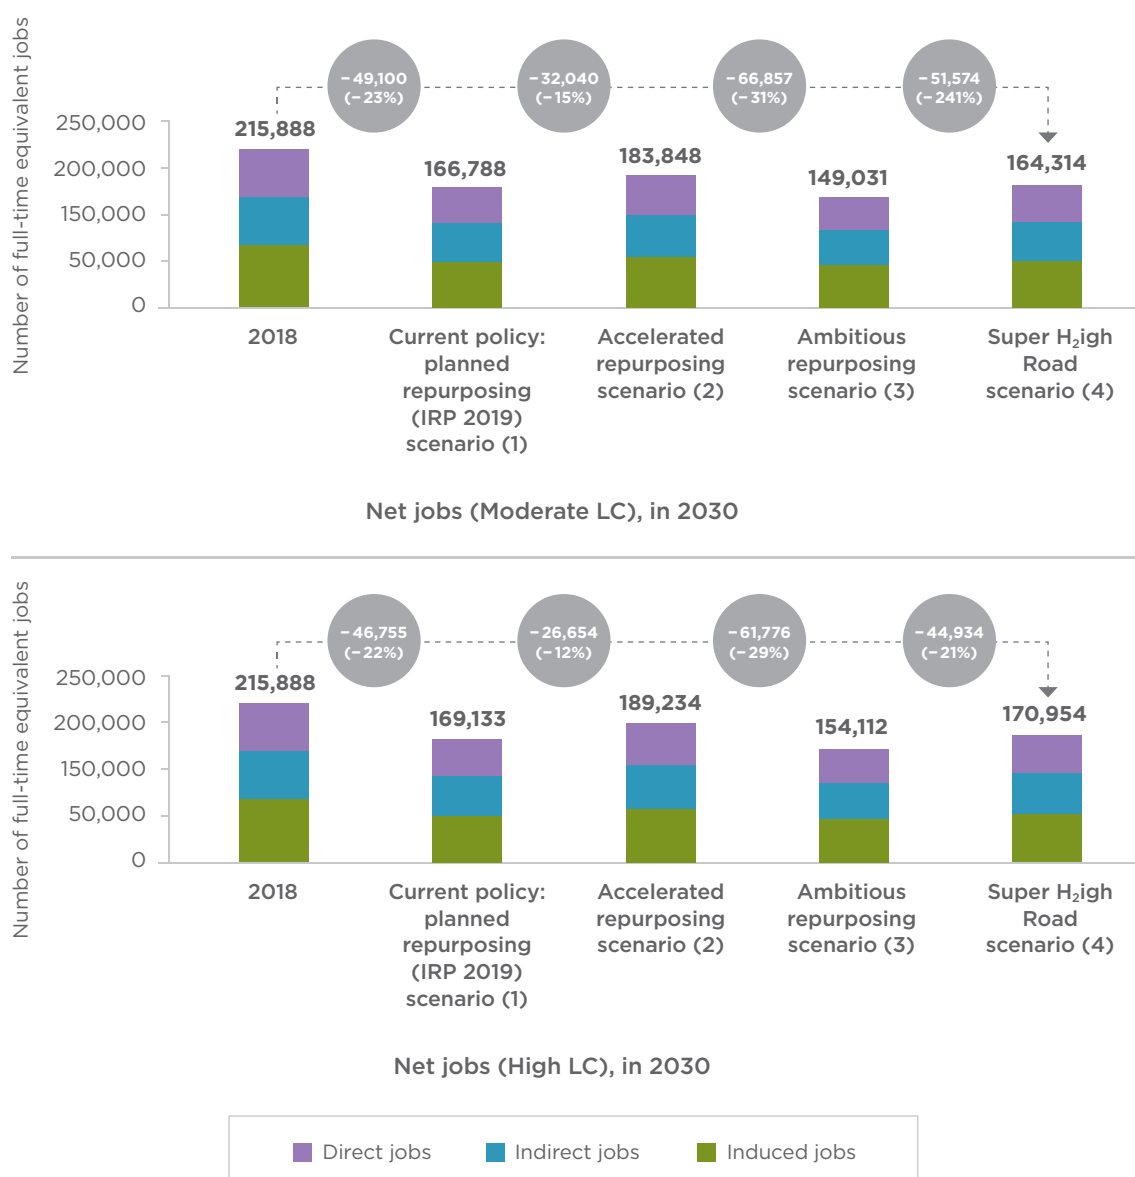 Number of full-time equivalent jobs
−49,100
(−23%)
−32,040
(−15%)
−66,857
(−31%)
−51,574
(−241%)
250,000
200,000
150,000
50,000
0
215,888
166,788
183,848
149,031
164,314
2018
Current policy:
planned
repurposing
(IRP 2019)
scenario (1)
Accelerated
repurposing
scenario (2)
Ambitious
repurposing
scenario (3)
Super H₂igh
Road
scenario (4)
Net jobs (Moderate LC), in 2030
Number of full-time equivalent jobs
−46,755
(−22%)
−26,654
(−12%)
−61,776
(−29%)
−44,934
(−21%)
250,000
200,000
150,000
50,000
0
215,888
169,133
189,234
154,112
170,954
2018
Current policy:
planned
repurposing
(IRP 2019)
scenario (1)
Accelerated
repurposing
scenario (2)
Ambitious
repurposing
scenario (3)
Super H₂igh
Road
scenario (4)
Net jobs (High LC), in 2030
Direct jobs
Indirect jobs
Induced jobs